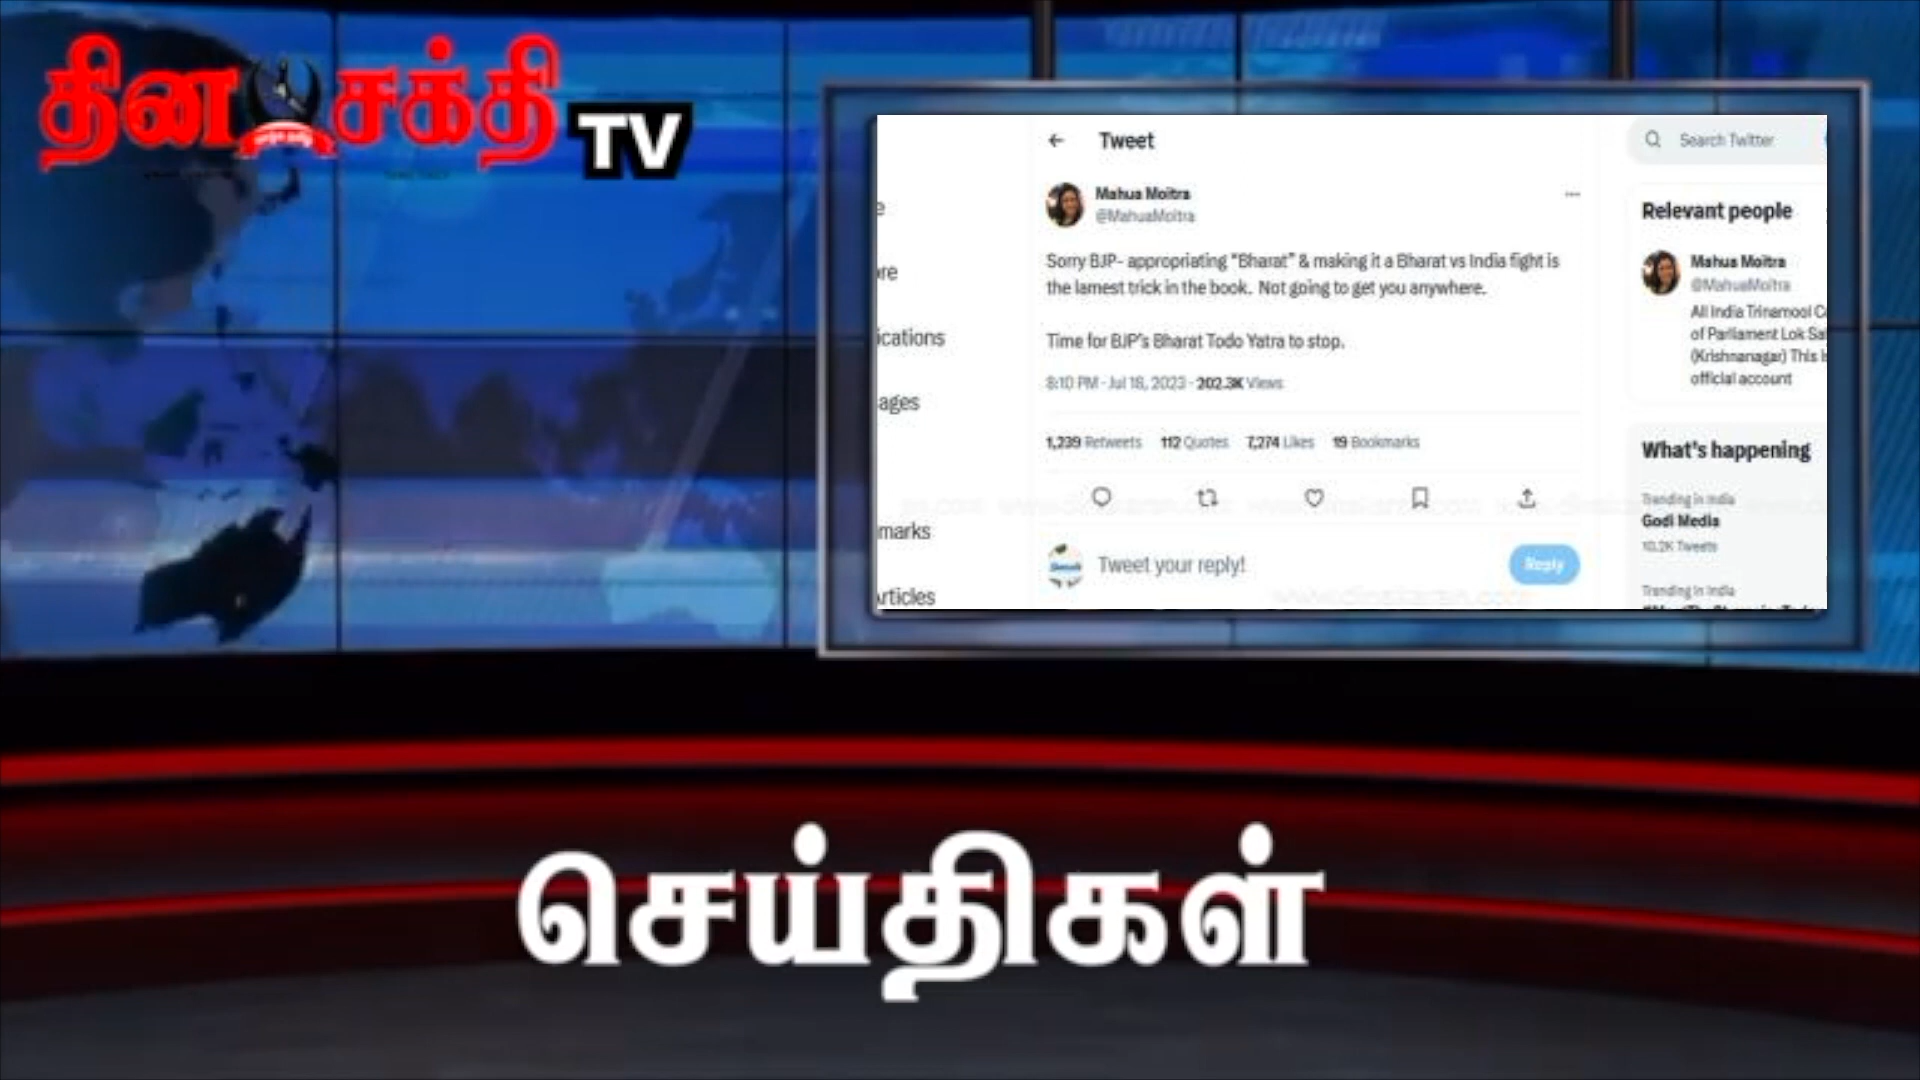 தின சக்தி
TV
Tweet
Search Twitter
Mahua Moitra
@MahuaMoitra
Sorry BJP- appropriating "Bharat" & making it a Bharat vs India fight is
the lamest trick in the book. Not going to get you anywhere.
Time for BJP's Bharat Todo Yatra to stop.
8:10 PM · Jul 18, 2023 · 202.3K Views
1,239 Retweets 112 Quotes 7,274 Likes 19 Bookmarks
Tweet your reply!
Reply
Relevant people
Mahua Moitra
@MahuaMoitra
All India Trinamool C
of Parliament Lok Sa
(Krishnanagar) This i
official account
What's happening
Trending in India
Godi Media
10.2K Tweets
Trending in India
e
re
ications
ages
marks
Articles
www.dinakaran.com
செய்திகள்